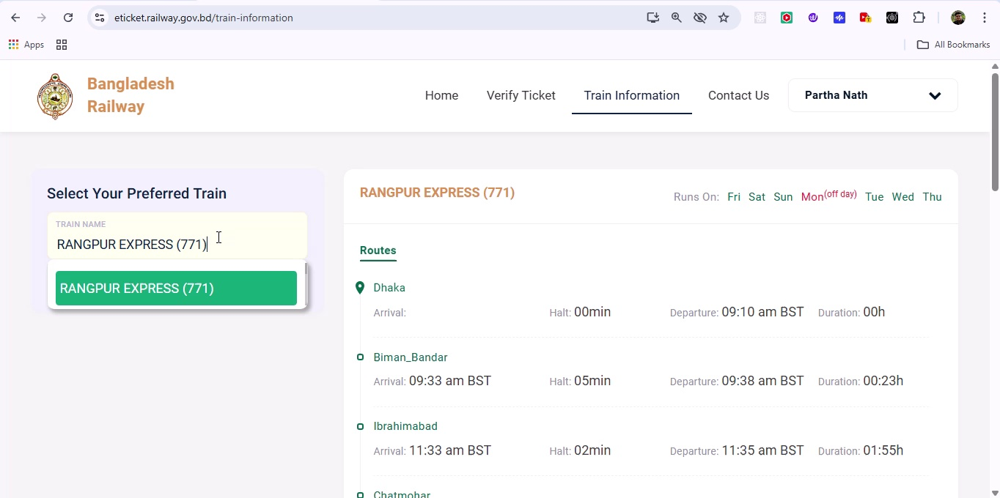 eticket.railway.gov.bd/train-information
Apps
All Bookmarks
Bangladesh
Railway
Home
Verify Ticket
Train Information
Contact Us
Partha Nath
Select Your Preferred Train
TRAIN NAME
RANGPUR EXPRESS (771)
RANGPUR EXPRESS (771)
RANGPUR EXPRESS (771)
Runs On: Fri Sat Sun Mon(off day) Tue Wed Thu
Routes
Dhaka
Arrival: Halt: 00min Departure: 09:10 am BST Duration: 00h
Biman_Bandar
Arrival: 09:33 am BST Halt: 05min Departure: 09:38 am BST Duration: 00:23h
Ibrahimabad
Arrival: 11:33 am BST Halt: 02min Departure: 11:35 am BST Duration: 01:55h
Chatmohar